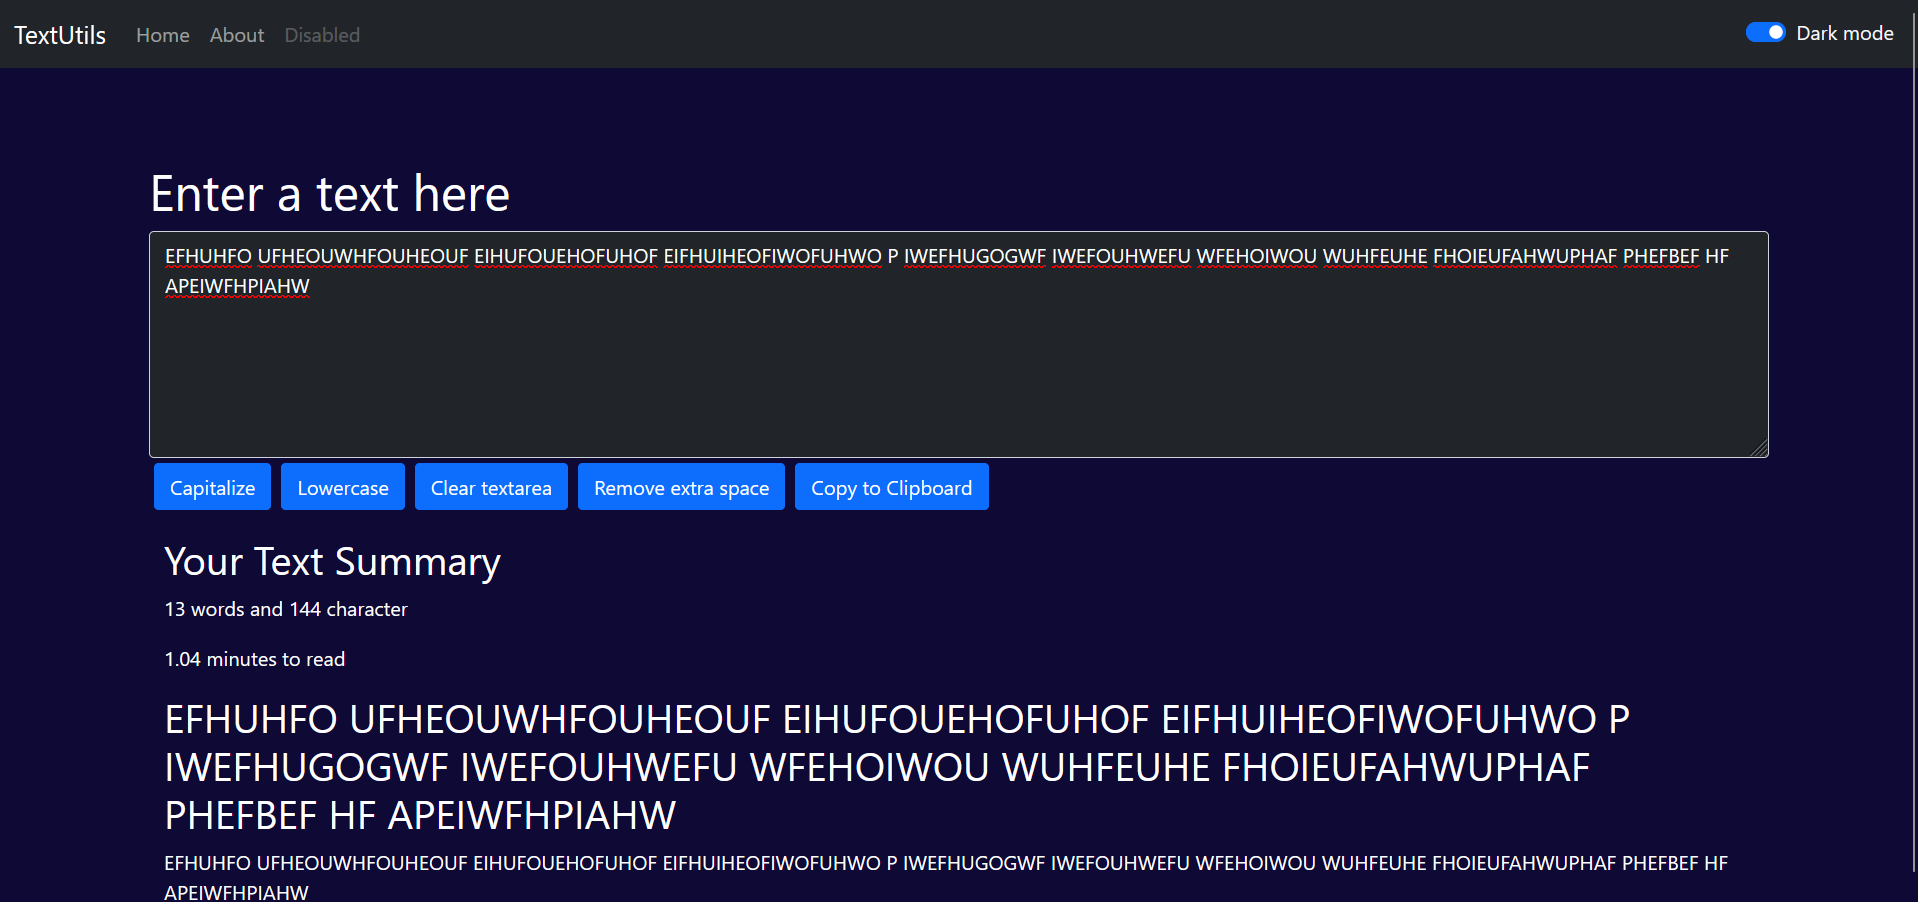 TextUtils Home About Disabled Dark mode
Enter a text here
EFHUHFO UFHEOUWHFOUHEOUF EIHUFOUEHOFUHOF EIFHUIHEOFIWOFUHWO P IWEFHUGOGWF IWEFOUHWEFU WFEHOIWOU WUHFEUHE FHOIEUFAHWUPHAF PHEFBEF HF
APEIWFHPIAHW
Capitalize Lowercase Clear textarea Remove extra space Copy to Clipboard
Your Text Summary
13 words and 144 character
1.04 minutes to read
EFHUHFO UFHEOUWHFOUHEOUF EIHUFOUEHOFUHOF EIFHUIHEOFIWOFUHWO P
IWEFHUGOGWF IWEFOUHWEFU WFEHOIWOU WUHFEUHE FHOIEUFAHWUPHAF
PHEFBEF HF APEIWFHPIAHW
EFHUHFO UFHEOUWHFOUHEOUF EIHUFOUEHOFUHOF EIFHUIHEOFIWOFUHWO P IWEFHUGOGWF IWEFOUHWEFU WFEHOIWOU WUHFEUHE FHOIEUFAHWUPHAF PHEFBEF HF
APEIWFHPIAHW